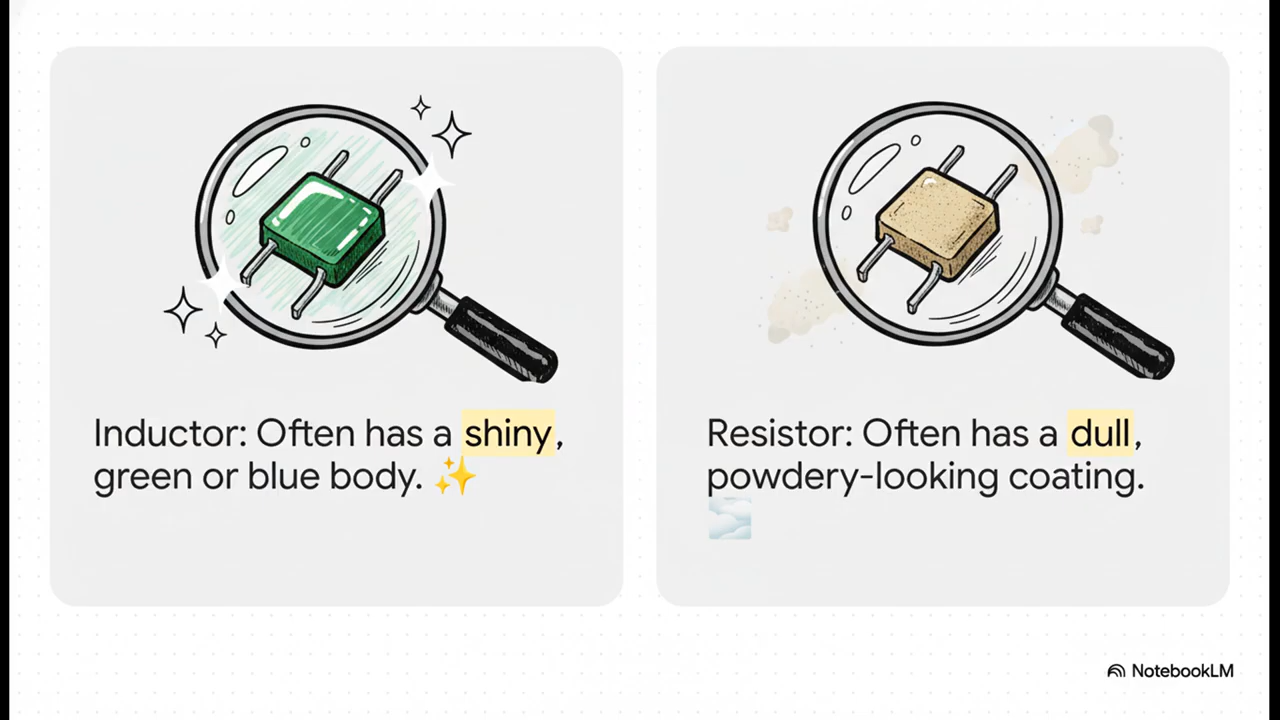 Inductor: Often has a shiny,
green or blue body. ✨
Resistor: Often has a dull,
powdery-looking coating.
NotebookLM